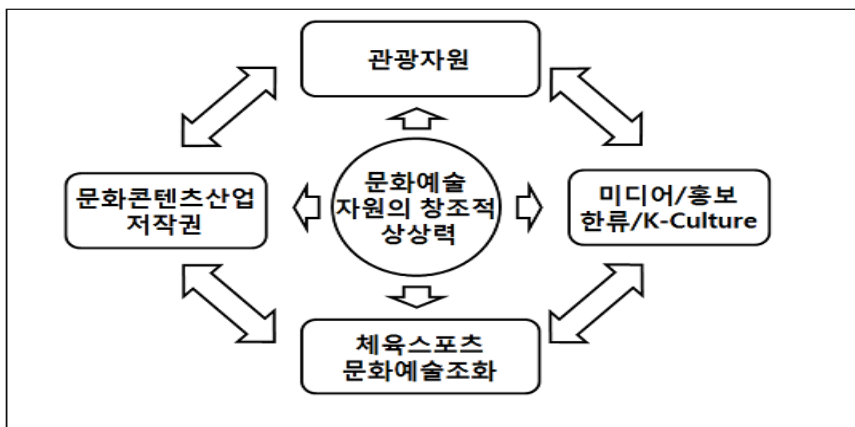 관광자원
문화콘텐츠산업
저작권
문화예술
자원의 창조적
상상력
미디어/홍보
한류/K-Culture
체육스포츠
문화예술조화